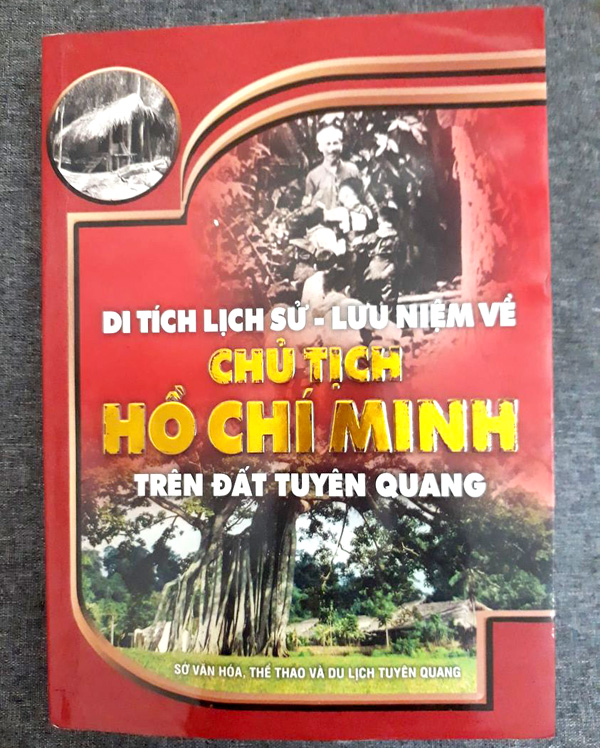 DI TÍCH LỊCH SỬ - LƯU NIỆM VỀ
CHỦ TỊCH
HỒ CHÍ MINH
TRÊN ĐẤT TUYÊN QUANG
SỞ VĂN HÓA, THỂ THAO VÀ DU LỊCH TUYÊN QUANG